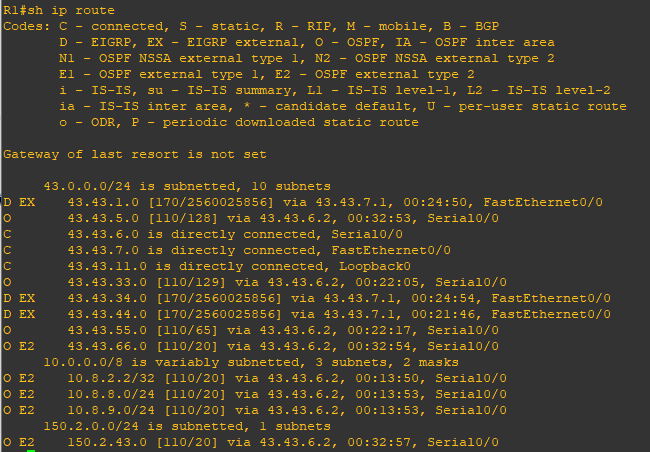 R1#sh ip route
Codes: C - connected, S - static, R - RIP, M - mobile, B - BGP
D - EIGRP, EX - EIGRP external, O - OSPF, IA - OSPF inter area
N1 - OSPF NSSA external type 1, N2 - OSPF NSSA external type 2
E1 - OSPF external type 1, E2 - OSPF external type 2
i - IS-IS, su - IS-IS summary, L1 - IS-IS level-1, L2 - IS-IS level-2
ia - IS-IS inter area, * - candidate default, U - per-user static route
o - ODR, P - periodic downloaded static route
Gateway of last resort is not set
43.0.0.0/24 is subnetted, 10 subnets
D EX 43.43.1.0 [170/2560025856] via 43.43.7.1, 00:24:50, FastEthernet0/0
O 43.43.5.0 [110/128] via 43.43.6.2, 00:32:53, Serial0/0
C 43.43.6.0 is directly connected, Serial0/0
C 43.43.7.0 is directly connected, FastEthernet0/0
C 43.43.11.0 is directly connected, Loopback0
O 43.43.33.0 [110/129] via 43.43.6.2, 00:22:05, Serial0/0
D EX 43.43.34.0 [170/2560025856] via 43.43.7.1, 00:24:54, FastEthernet0/0
D EX 43.43.44.0 [170/2560025856] via 43.43.7.1, 00:21:46, FastEthernet0/0
O 43.43.55.0 [110/65] via 43.43.6.2, 00:22:17, Serial0/0
O E2 43.43.66.0 [110/20] via 43.43.6.2, 00:32:54, Serial0/0
10.0.0.0/8 is variably subnetted, 3 subnets, 2 masks
O E2 10.8.2.2/32 [110/20] via 43.43.6.2, 00:13:50, Serial0/0
O E2 10.8.8.0/24 [110/20] via 43.43.6.2, 00:13:53, Serial0/0
O E2 10.8.9.0/24 [110/20] via 43.43.6.2, 00:13:53, Serial0/0
150.2.0.0/24 is subnetted, 1 subnets
O E2 150.2.43.0 [110/20] via 43.43.6.2, 00:32:57, Serial0/0